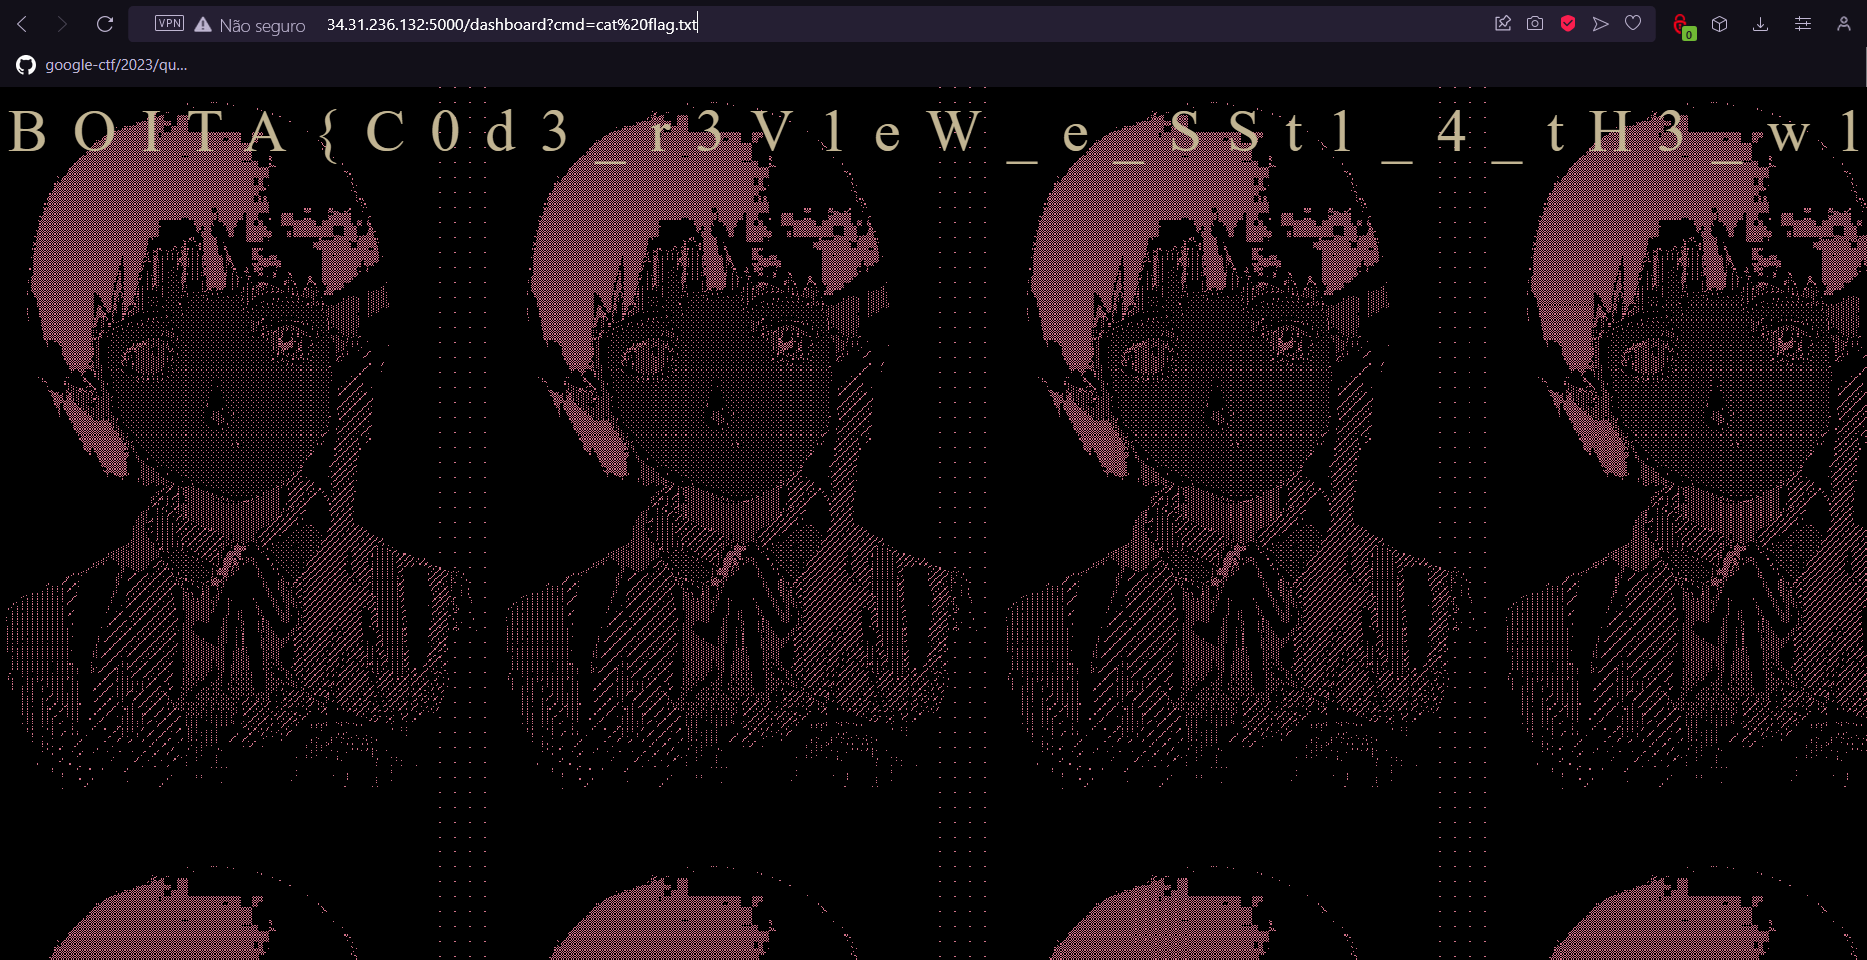 VPN Não seguro 34.31.236.132:5000/dashboard?cmd=cat%20flag.txt 0
google-ctf/2023/qu...
B O I T A { C 0 d 3 _ r 3 V 1 e W _ e _ S S t 1 _ 4 _ t H 3 _ w 1